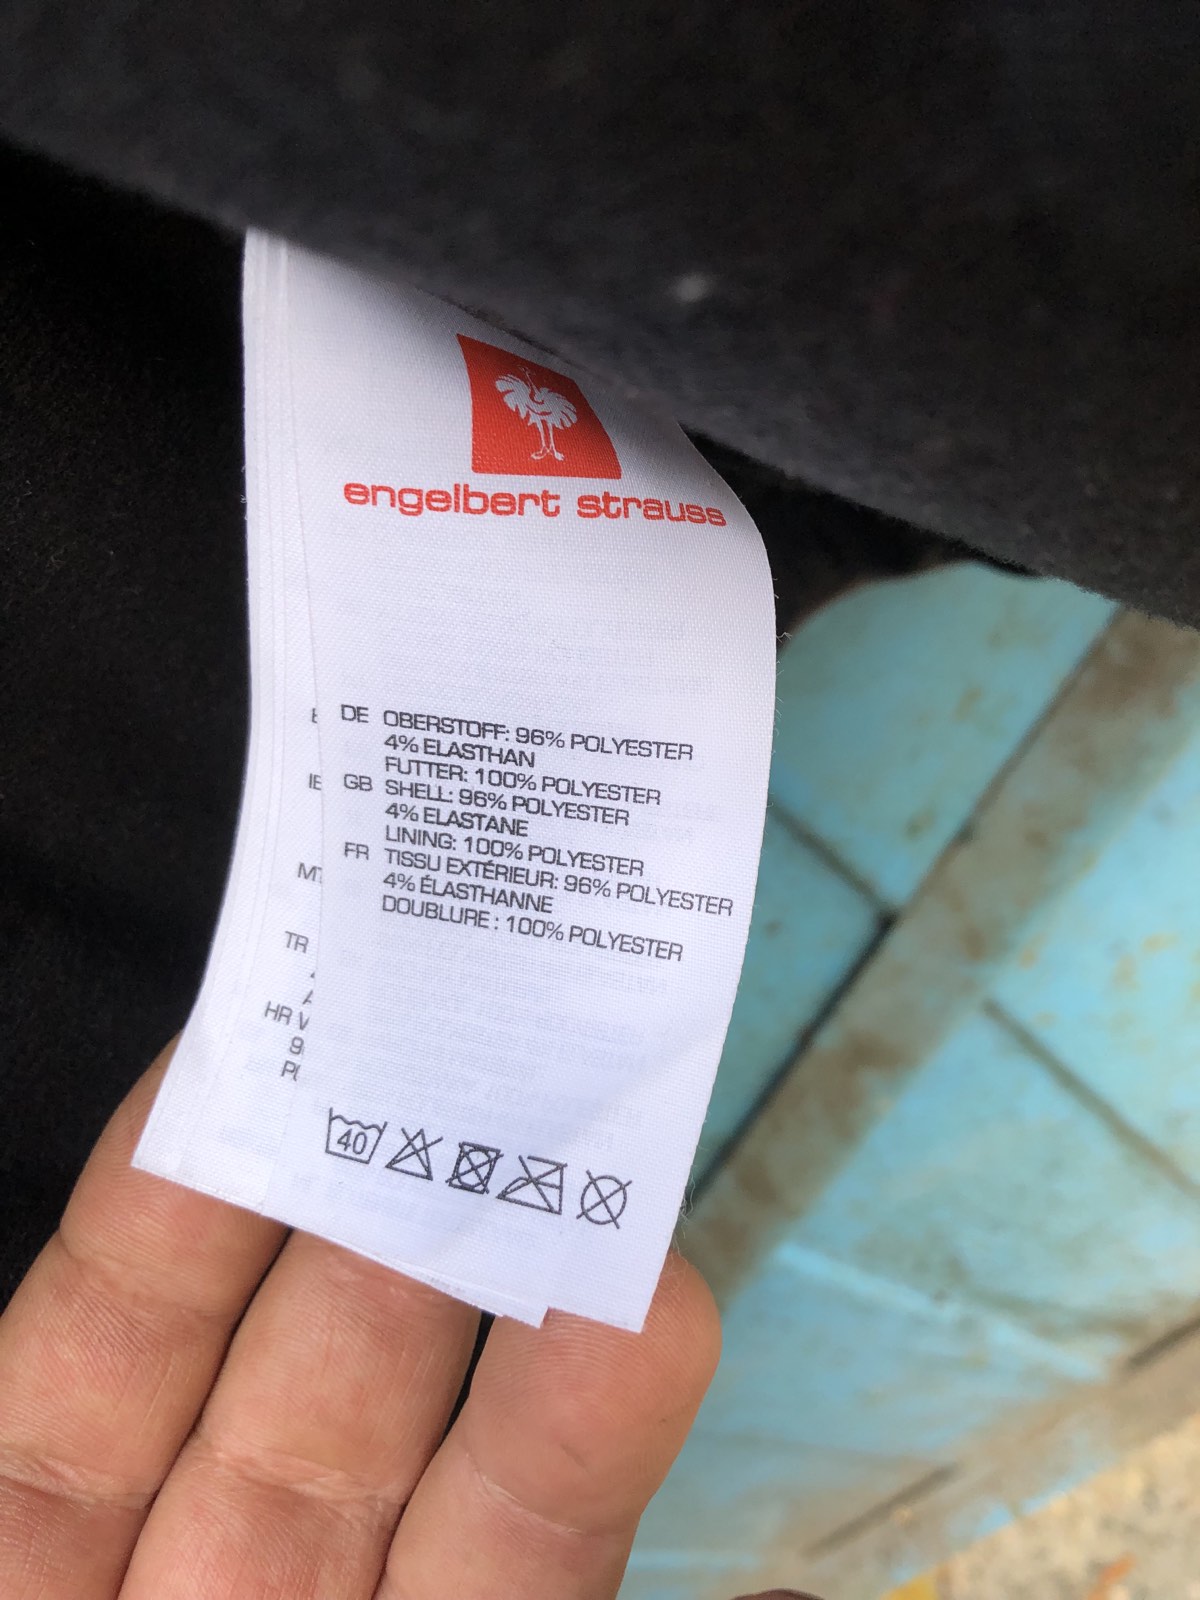 engelbert strauss
DE OBERSTOFF: 96% POLYESTER
4% ELASTHAN
FUTTER: 100% POLYESTER
GB SHELL: 96% POLYESTER
4% ELASTANE
LINING: 100% POLYESTER
FR TISSU EXTÉRIEUR: 96% POLYESTER
4% ÉLASTHANNE
DOUBLURE : 100% POLYESTER
TR
HR
40